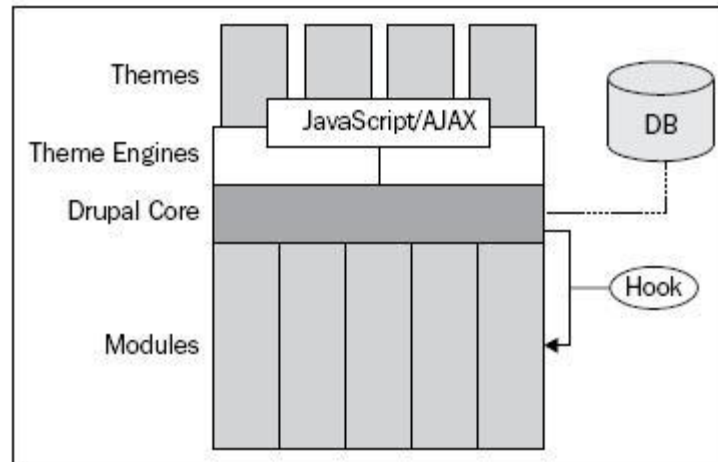 Themes
JavaScript/AJAX
DB
Theme Engines
Drupal Core
Hook
Modules